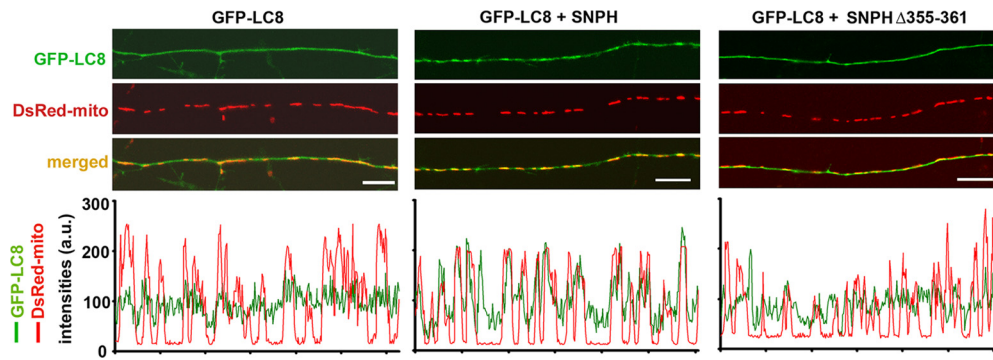 GFP-LC8
GFP-LC8 + SNPH
GFP-LC8 + SNPH Δ355-361
GFP-LC8
DsRed-mito
merged
GFP-LC8
DsRed-mito
intensities (a.u.)
300
200
100
0